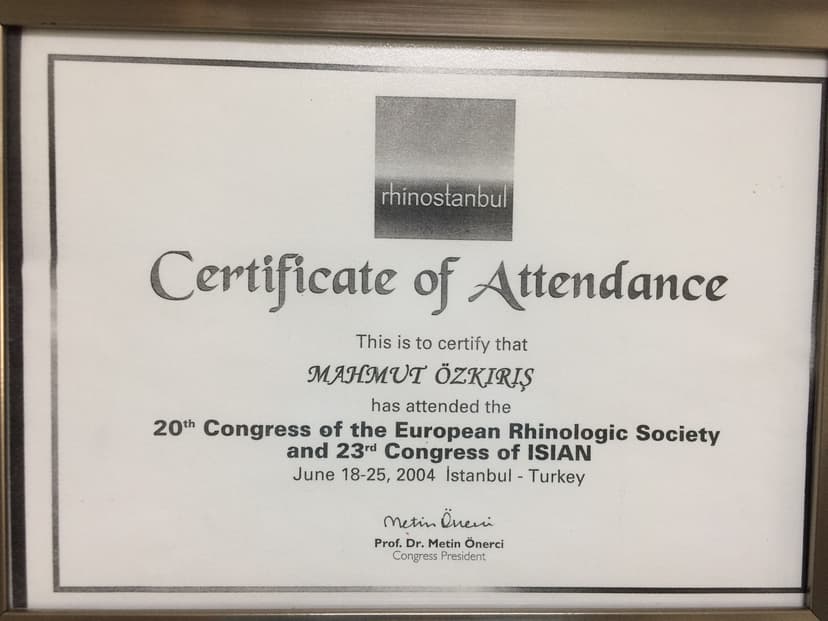 rhinostanbul
Certificate of Attendance
This is to certify that
MAHMUT ÖZKIRIŞ
has attended the
20th Congress of the European Rhinologic Society
and 23rd Congress of ISIAN
June 18-25, 2004 İstanbul - Turkey
Metin Önerci
Prof. Dr. Metin Önerci
Congress President